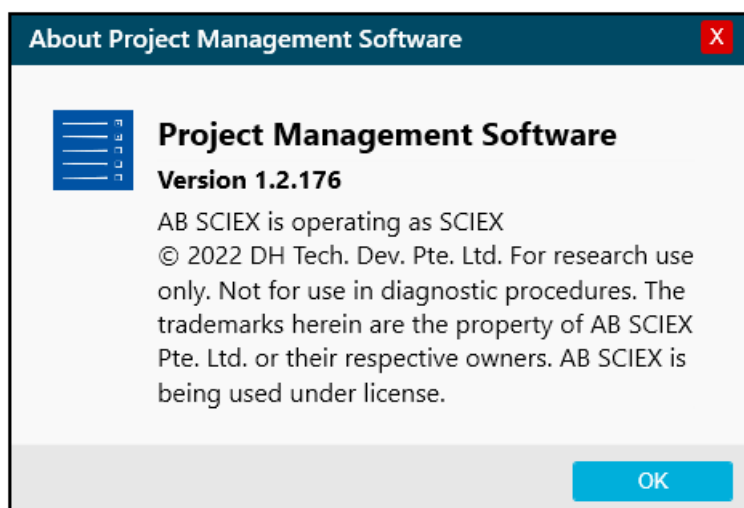 About Project Management Software
X
Project Management Software
Version 1.2.176
AB SCIEX is operating as SCIEX
© 2022 DH Tech. Dev. Pte. Ltd. For research use
only. Not for use in diagnostic procedures. The
trademarks herein are the property of AB SCIEX
Pte. Ltd. or their respective owners. AB SCIEX is
being used under license.
OK